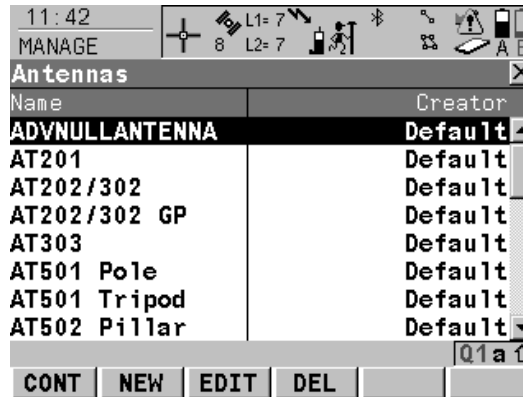 11:42
MANAGE
8
L1= 7
L2= 7
A B
Antennas X
Name Creator
ADVNULLANTENNA Default
AT201 Default
AT202/302 Default
AT202/302 GP Default
AT303 Default
AT501 Pole Default
AT501 Tripod Default
AT502 Pillar Default
Q1 a
CONT NEW EDIT DEL